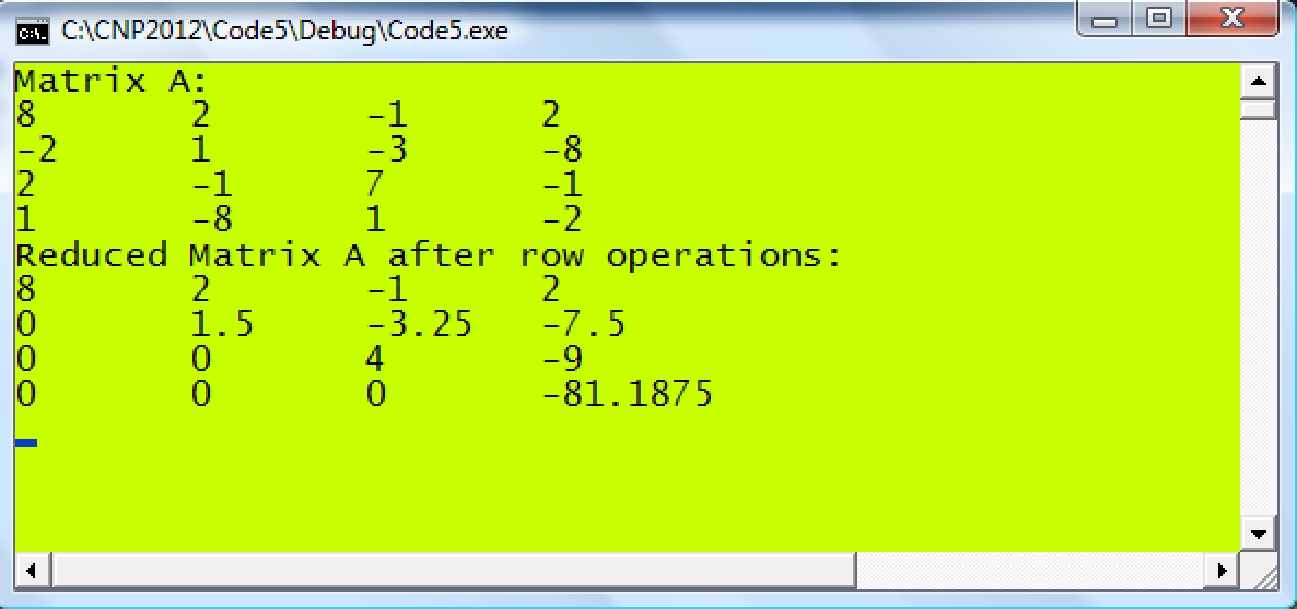 C:\CNP2012\Code5\Debug\Code5.exe
Matrix A:
8 2 -1 2
-2 1 -3 -8
2 -1 7 -1
1 -8 1 -2
Reduced Matrix A after row operations:
8 2 -1 2
0 1.5 -3.25 -7.5
0 0 4 -9
0 0 0 -81.1875